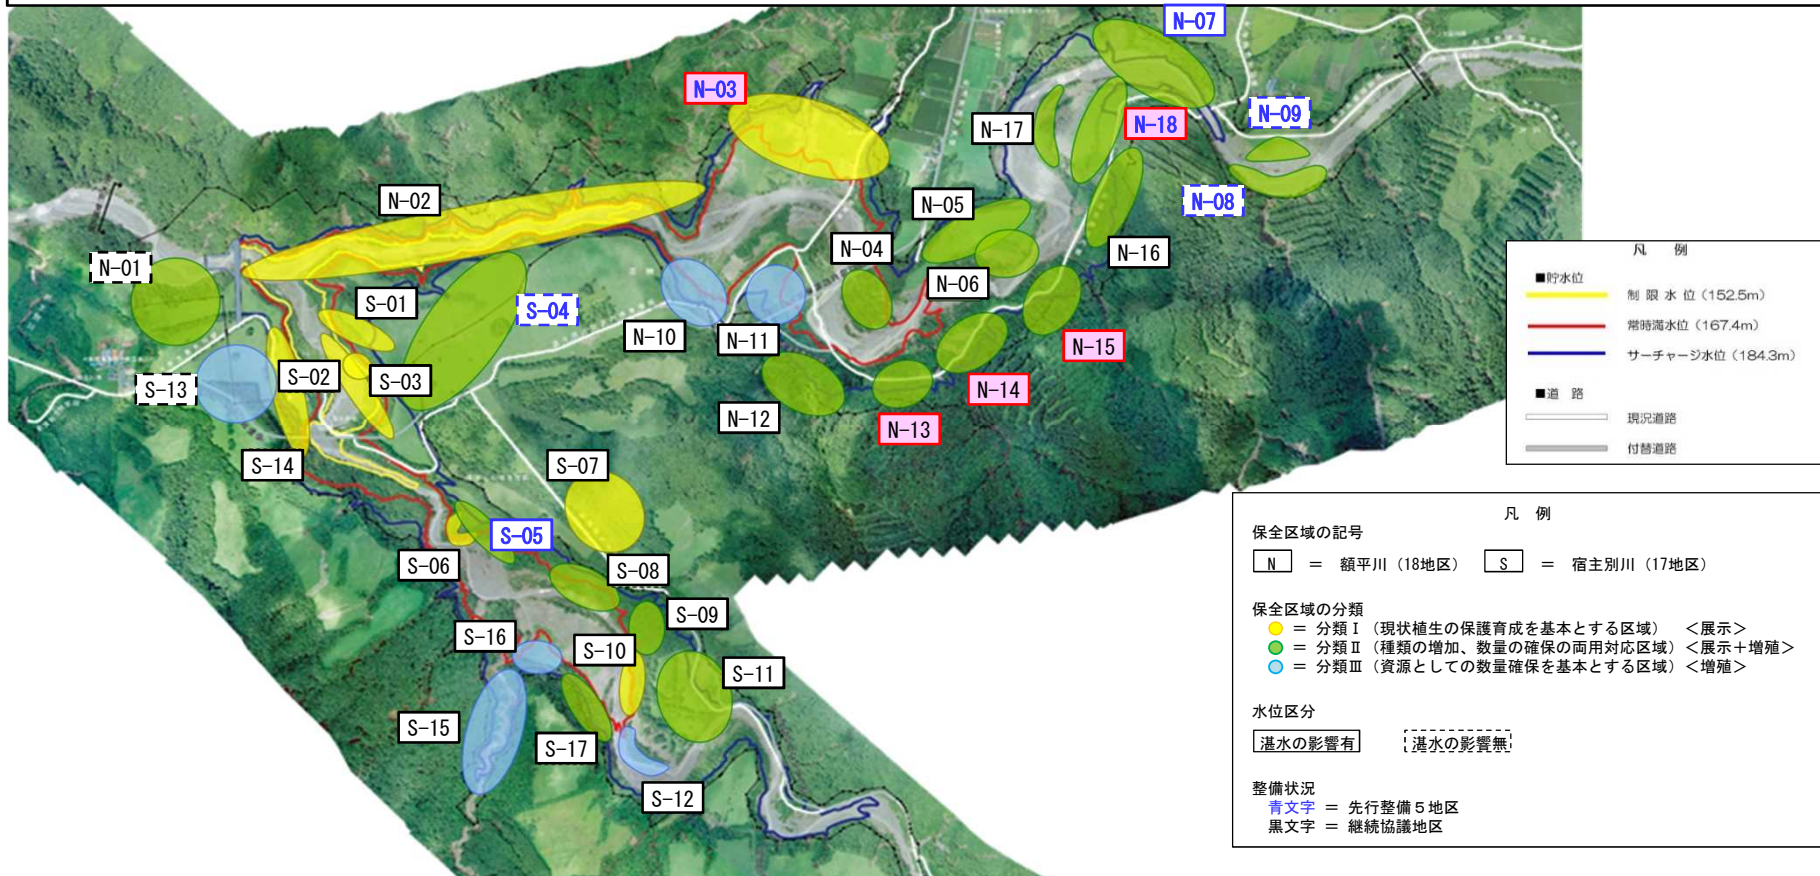 N-07
N-03
N-09
N-17
N-18
N-02
N-08
N-05
N-04
N-16
N-01
N-06
S-01
S-04
N-10
N-11
N-15
S-02
S-03
S-13
N-14
N-12
N-13
S-14
S-07
S-05
S-06
S-08
S-09
S-16
S-10
S-11
S-15
S-17
S-12
凡 例
■貯水位
制 限 水 位 (152.5m)
常時満水位 (167.4m)
サーチャージ水位 (184.3m)
■道 路
現況道路
付替道路
凡 例
保全区域の記号
N = 額平川 (18地区) S = 宿主別川 (17地区)
保全区域の分類
= 分類Ⅰ (現状植生の保護育成を基本とする区域) <展示>
= 分類Ⅱ (種類の増加、数量の確保の両用対応区域) <展示+増殖>
= 分類Ⅲ (資源としての数量確保を基本とする区域) <増殖>
水位区分
湛水の影響有 湛水の影響無
整備状況
青文字 = 先行整備5地区
黒文字 = 継続協議地区